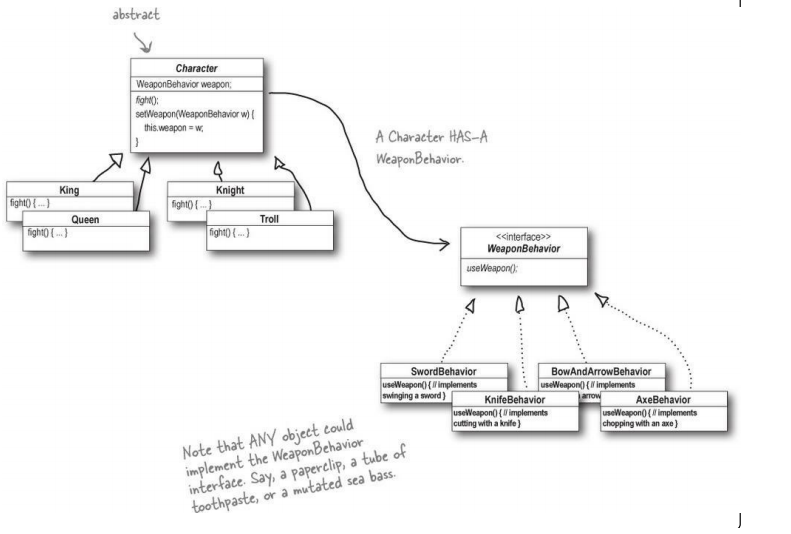 abstract
Character
WeaponBehavior weapon;
fight();
setWeapon(WeaponBehavior w) {
this.weapon = w;
}
A Character HAS-A
WeaponBehavior.
King
fight() { ... }
Queen
fight() { ... }
Knight
fight() { ... }
Troll
fight() { ... }
<<interface>>
WeaponBehavior
useWeapon();
SwordBehavior
useWeapon() { // implements
swinging a sword }
KnifeBehavior
useWeapon() { // implements
cutting with a knife }
BowAndArrowBehavior
useWeapon() { // implements
arrow
AxeBehavior
useWeapon() { // implements
chopping with an axe }
Note that ANY object could
implement the WeaponBehavior
interface. Say, a paperclip, a tube of
toothpaste, or a mutated sea bass.